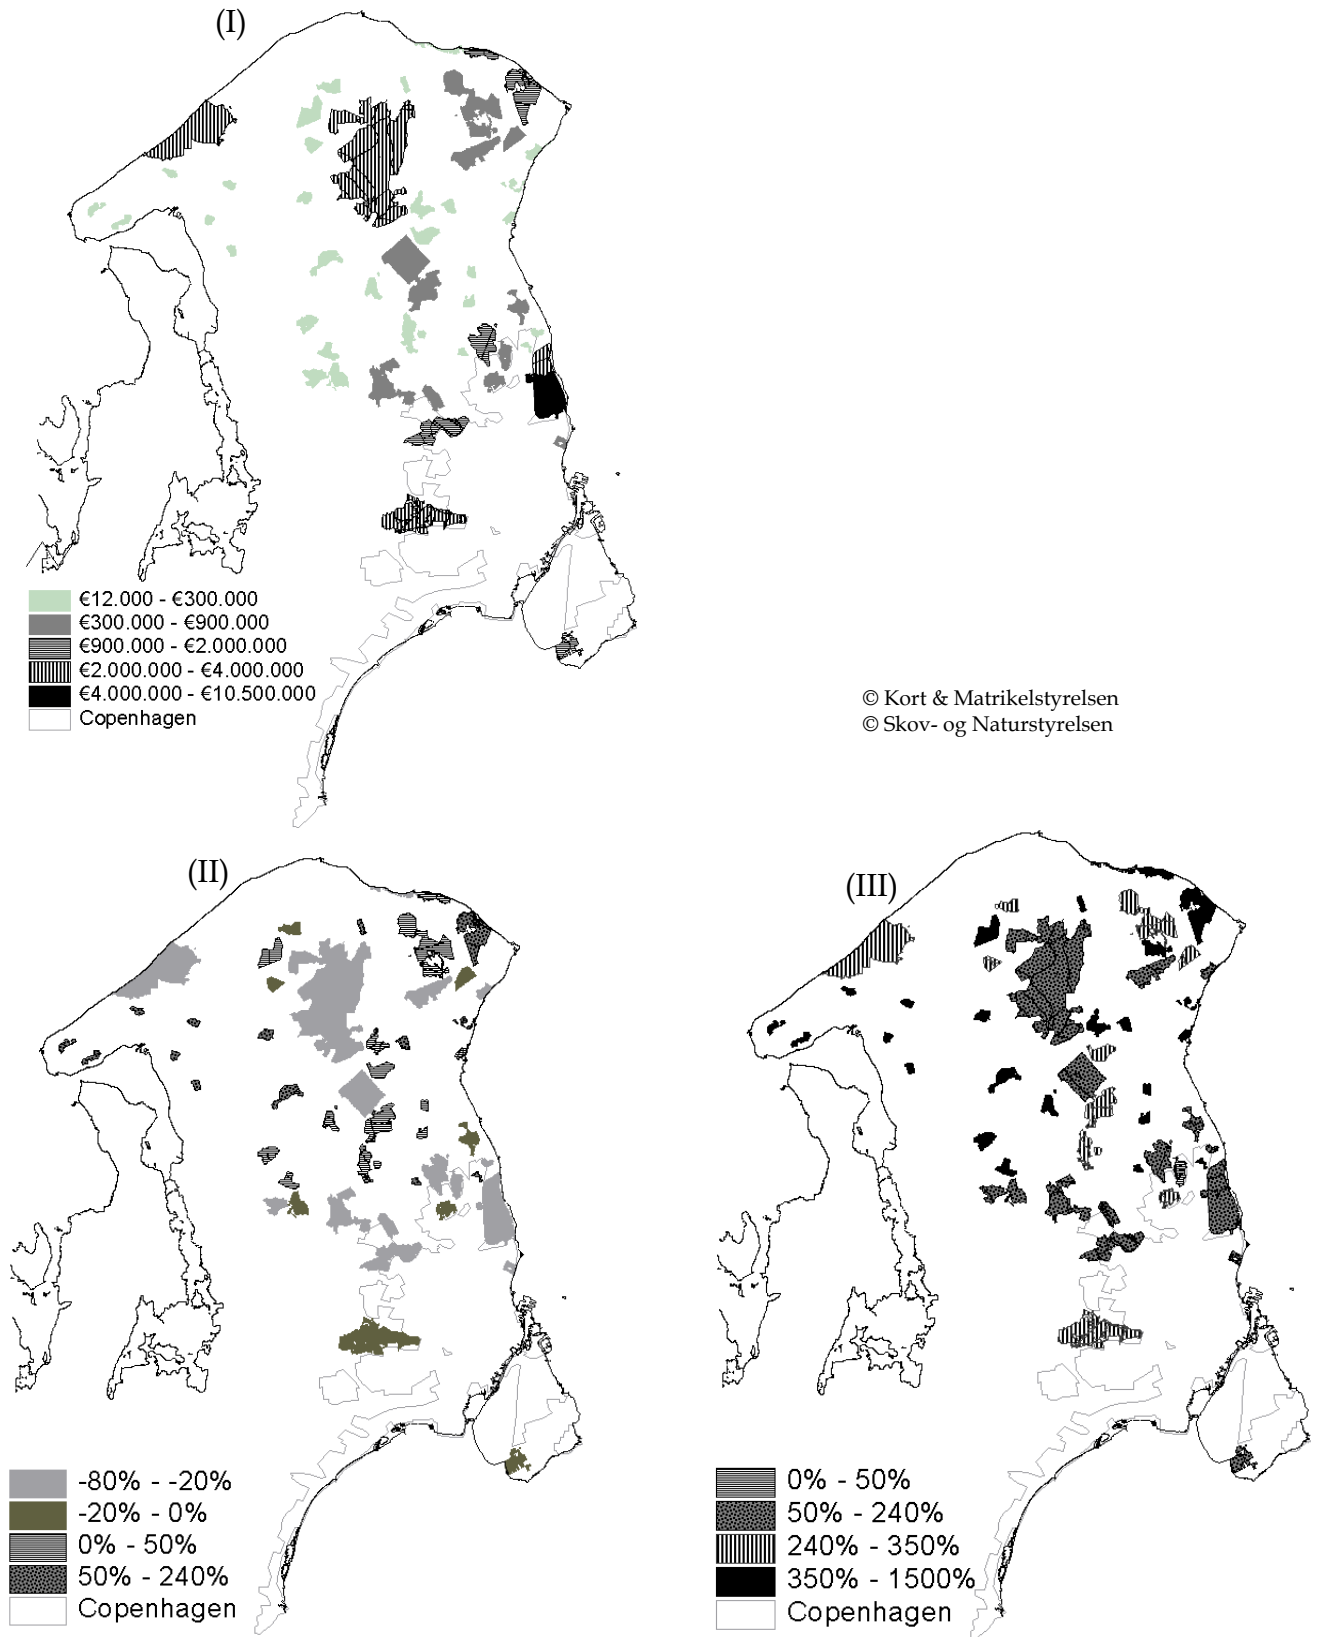 (I)
€12.000 - €300.000
€300.000 - €900.000
€900.000 - €2.000.000
€2.000.000 - €4.000.000
€4.000.000 - €10.500.000
Copenhagen
© Kort & Matrikelstyrelsen
© Skov- og Naturstyrelsen
(II)
-80% - -20%
-20% - 0%
0% - 50%
50% - 240%
Copenhagen
(III)
0% - 50%
50% - 240%
240% - 350%
350% - 1500%
Copenhagen